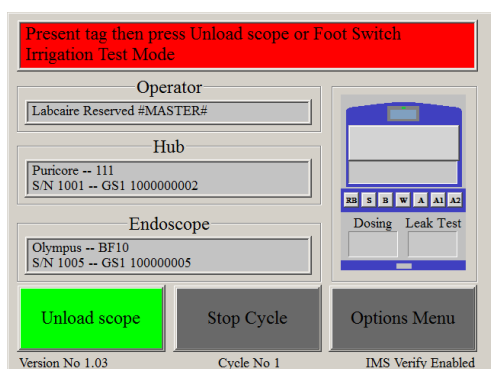 Present tag then press Unload scope or Foot Switch
Irrigation Test Mode
Operator
Labcaire Reserved #MASTER#
Hub
Puricore -- 111
S/N 1001 -- GS1 1000000002
Endoscope
Olympus -- BF10
S/N 1005 -- GS1 100000005
RB S B W A A1 A2
Dosing Leak Test
Unload scope Stop Cycle Options Menu
Version No 1.03 Cycle No 1 IMS Verify Enabled